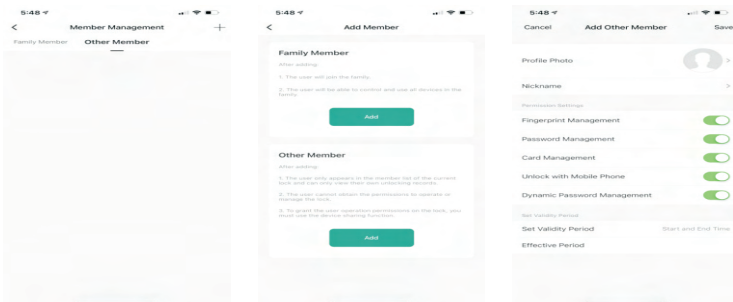 5:48
Member Management
Family Member
Other Member
5:48
Add Member
Family Member
After adding:
1. The user will join the family.
2. The user will be able to control and use all devices in the
family.
Add
Other Member
After adding:
1. The user only appears in the member list of the current
lock and can only view their own unlocking records.
2. The user cannot obtain the permissions to operate or
manage the lock.
3. To grant the user operation permissions on the lock, you
must use the device sharing function.
Add
5:48
Cancel
Add Other Member
Save
Profile Photo
Nickname
Permission Settings
Fingerprint Management
Password Management
Card Management
Unlock with Mobile Phone
Dynamic Password Management
Set Validity Period
Set Validity Period
Start and End Time
Effective Period